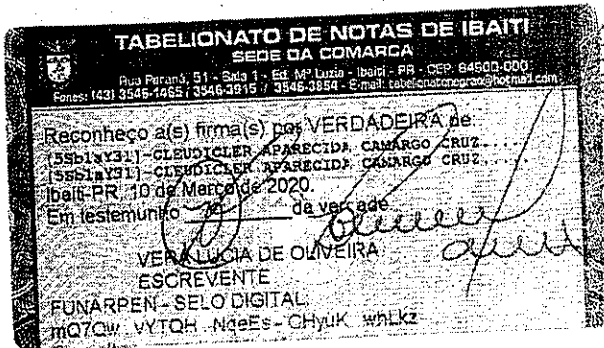 TABELIONATO DE NOTAS DE IBAITI
SEDE DA COMARCA
Rua Paraná, 51 - Sala 1 - Ed. Mª Luzia - Ibaiti - PR - CEP 84900-000
Fones: (43) 3546-1465 / 3546-3915 / 3546-3854 - E-mail: tabelionatonegrao@hotmail.com
Reconheço a(s) firma(s) por VERDADEIRA de
[5Sb1aY31]-CLEUDICLER APARECIDA CAMARGO CRUZ.....
[5Sb1aY31]-CLEUDICLER APARECIDA CAMARGO CRUZ.....
Ibaiti-PR, 10 de Março de 2020.
Em testemunho da verdade
VERA LUCIA DE OLIVEIRA
ESCREVENTE
FUNARPEN - SELO DIGITAL
mQ7Qw . VYTQH . NqeEs - CHyuK . whLkz